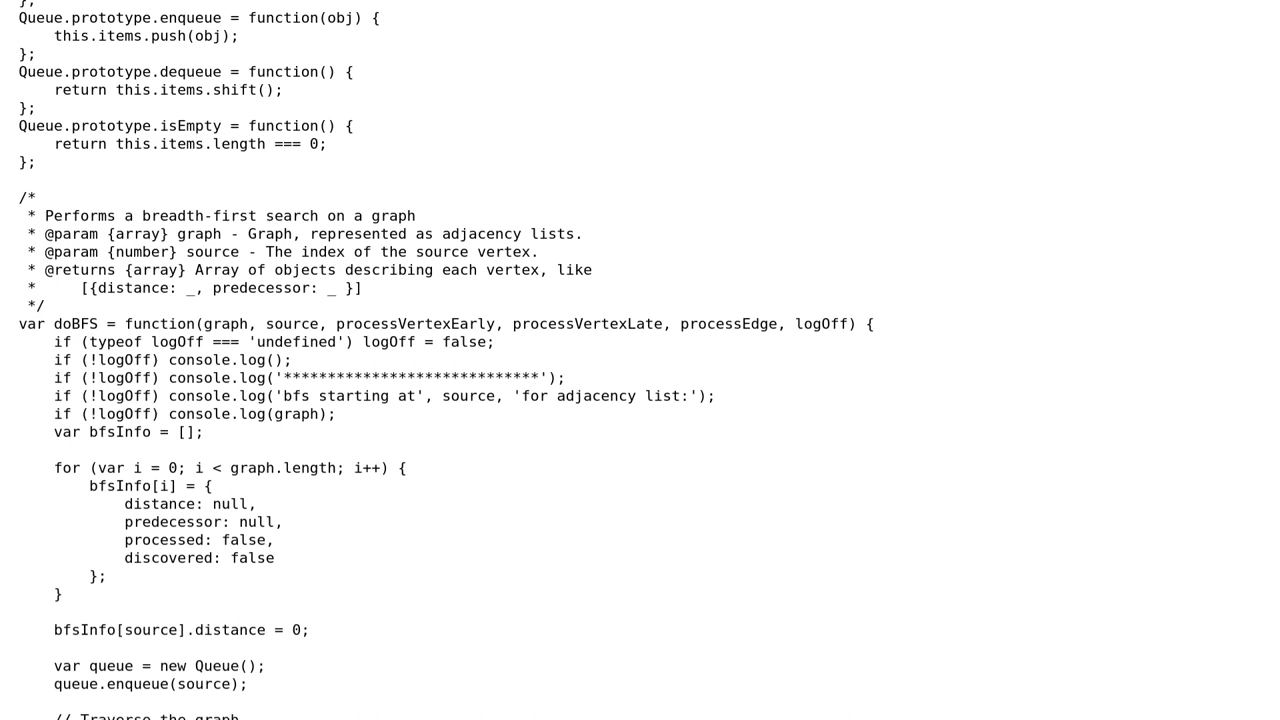 };
Queue.prototype.enqueue = function(obj) {
    this.items.push(obj);
};
Queue.prototype.dequeue = function() {
    return this.items.shift();
};
Queue.prototype.isEmpty = function() {
    return this.items.length === 0;
};

/*
 * Performs a breadth-first search on a graph
 * @param {array} graph - Graph, represented as adjacency lists.
 * @param {number} source - The index of the source vertex.
 * @returns {array} Array of objects describing each vertex, like
 *     [{distance: _, predecessor: _ }]
 */
var doBFS = function(graph, source, processVertexEarly, processVertexLate, processEdge, logOff) {
    if (typeof logOff === 'undefined') logOff = false;
    if (!logOff) console.log();
    if (!logOff) console.log('*****************************');
    if (!logOff) console.log('bfs starting at', source, 'for adjacency list:');
    if (!logOff) console.log(graph);
    var bfsInfo = [];

    for (var i = 0; i < graph.length; i++) {
        bfsInfo[i] = {
            distance: null,
            predecessor: null,
            processed: false,
            discovered: false
        };
    }

    bfsInfo[source].distance = 0;

    var queue = new Queue();
    queue.enqueue(source);

    // Traverse the graph